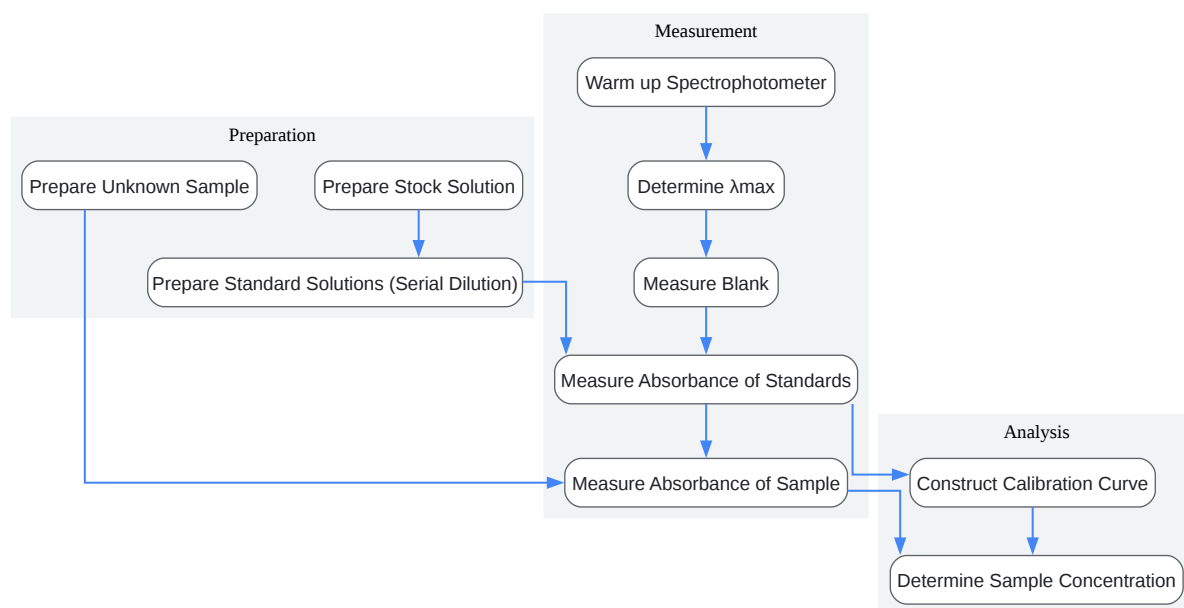 Measurement
Warm up Spectrophotometer
Preparation
Prepare Unknown Sample
Prepare Stock Solution
Determine λmax
Prepare Standard Solutions (Serial Dilution)
Measure Blank
Measure Absorbance of Standards
Analysis
Measure Absorbance of Sample
Construct Calibration Curve
Determine Sample Concentration